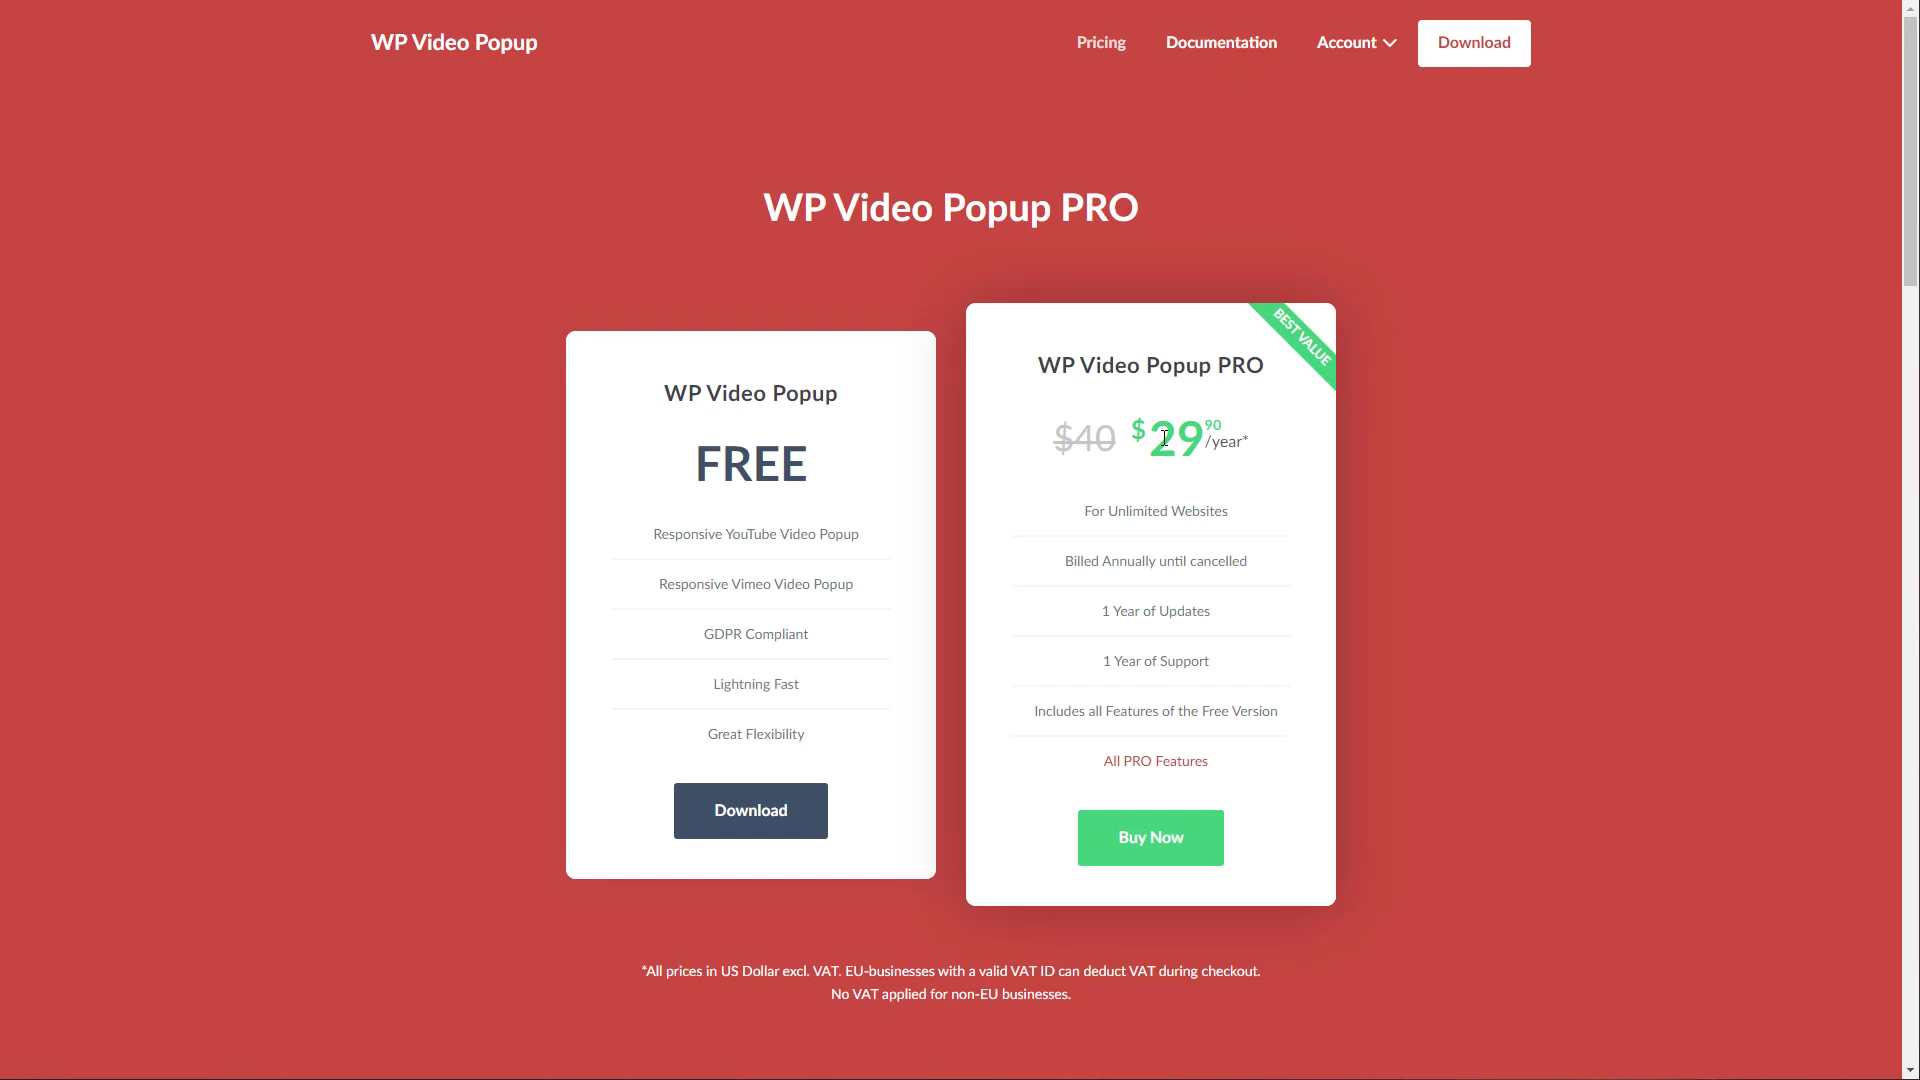 WP Video Popup
Pricing
Documentation
Account
Download
WP Video Popup PRO
WP Video Popup
FREE
Responsive YouTube Video Popup
Responsive Vimeo Video Popup
GDPR Compliant
Lightning Fast
Great Flexibility
Download
BEST VALUE
WP Video Popup PRO
$40 $29 90 /year*
For Unlimited Websites
Billed Annually until cancelled
1 Year of Updates
1 Year of Support
Includes all Features of the Free Version
All PRO Features
Buy Now
*All prices in US Dollar excl. VAT. EU-businesses with a valid VAT ID can deduct VAT during checkout.
No VAT applied for non-EU businesses.